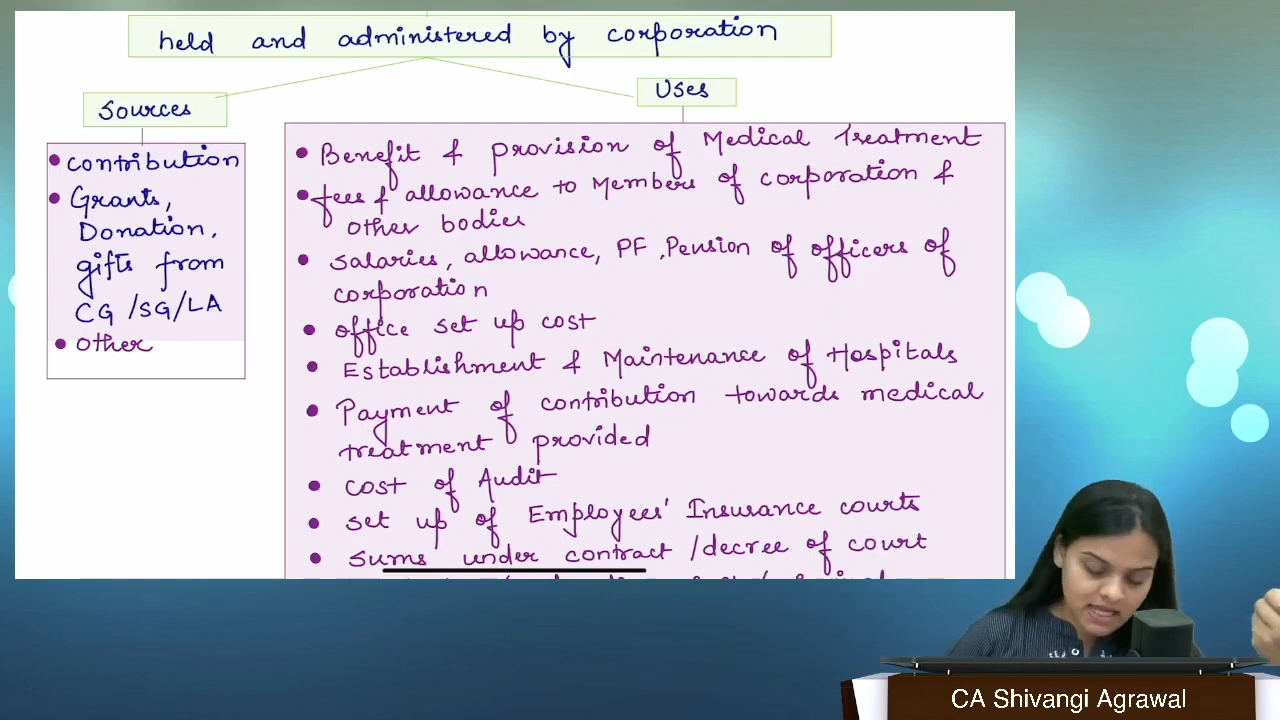 held and administered by corporation
Sources
Uses
• contribution
• Grants,
Donation,
gifts from
CG/SG/LA
• other
• Benefit & provision of Medical Treatment
• fees & allowance to Members of corporation &
other bodies
• salaries, allowance, PF, Pension of officers of
corporation
• office set up cost
• Establishment & Maintenance of Hospitals
• Payment of contribution towards medical
treatment provided
• cost of Audit
• set up of Employees' Insurance courts
• sums under contract /decree of court
CA Shivangi Agrawal